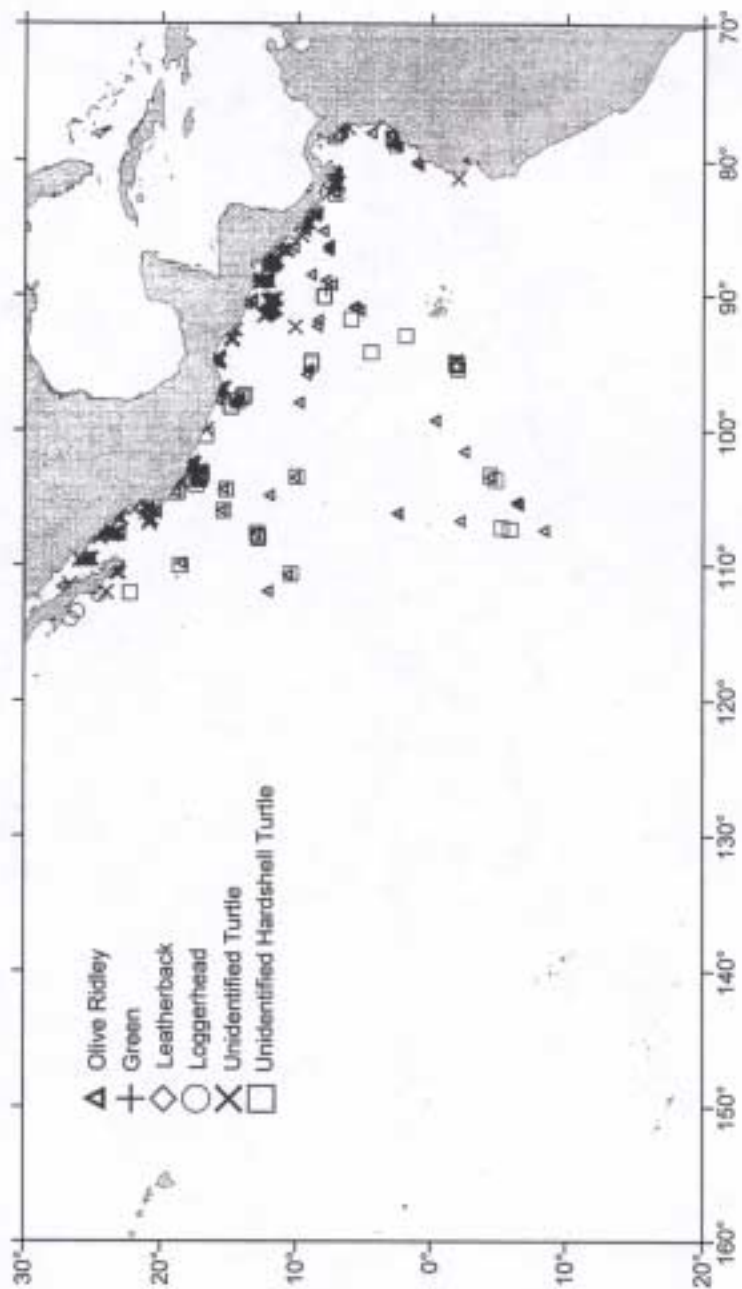 Olive Ridley
Green
Leatherback
Loggerhead
Unidentified Turtle
Unidentified Hardshell Turtle
30°
20°
10°
0°
10°
20°
160°
150°
140°
130°
120°
110°
100°
90°
80°
70°